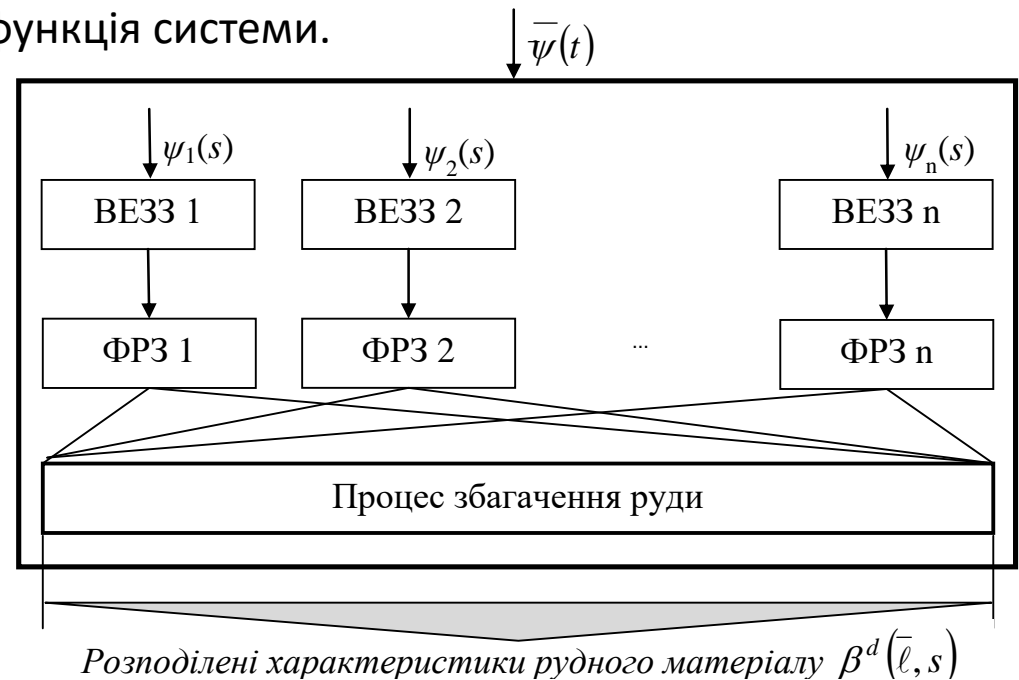 функція системи.
ψ̅(t)
ψ₁(s) ψ₂(s) ψₙ(s)
ВЕЗЗ 1 ВЕЗЗ 2 ВЕЗЗ n
ФРЗ 1 ФРЗ 2 ... ФРЗ n
Процес збагачення руди
Розподілені характеристики рудного матеріалу βᵈ(ℓ̅, s)